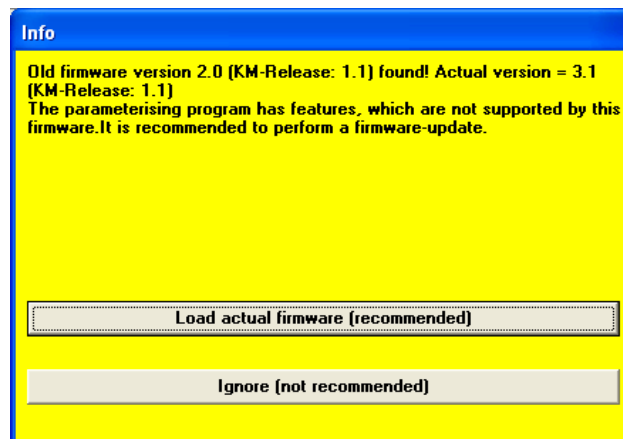 Info
Old firmware version 2.0 (KM-Release: 1.1) found! Actual version = 3.1
(KM-Release: 1.1)
The parameterising program has features, which are not supported by this
firmware.It is recommended to perform a firmware-update.
Load actual firmware (recommended)
Ignore (not recommended)